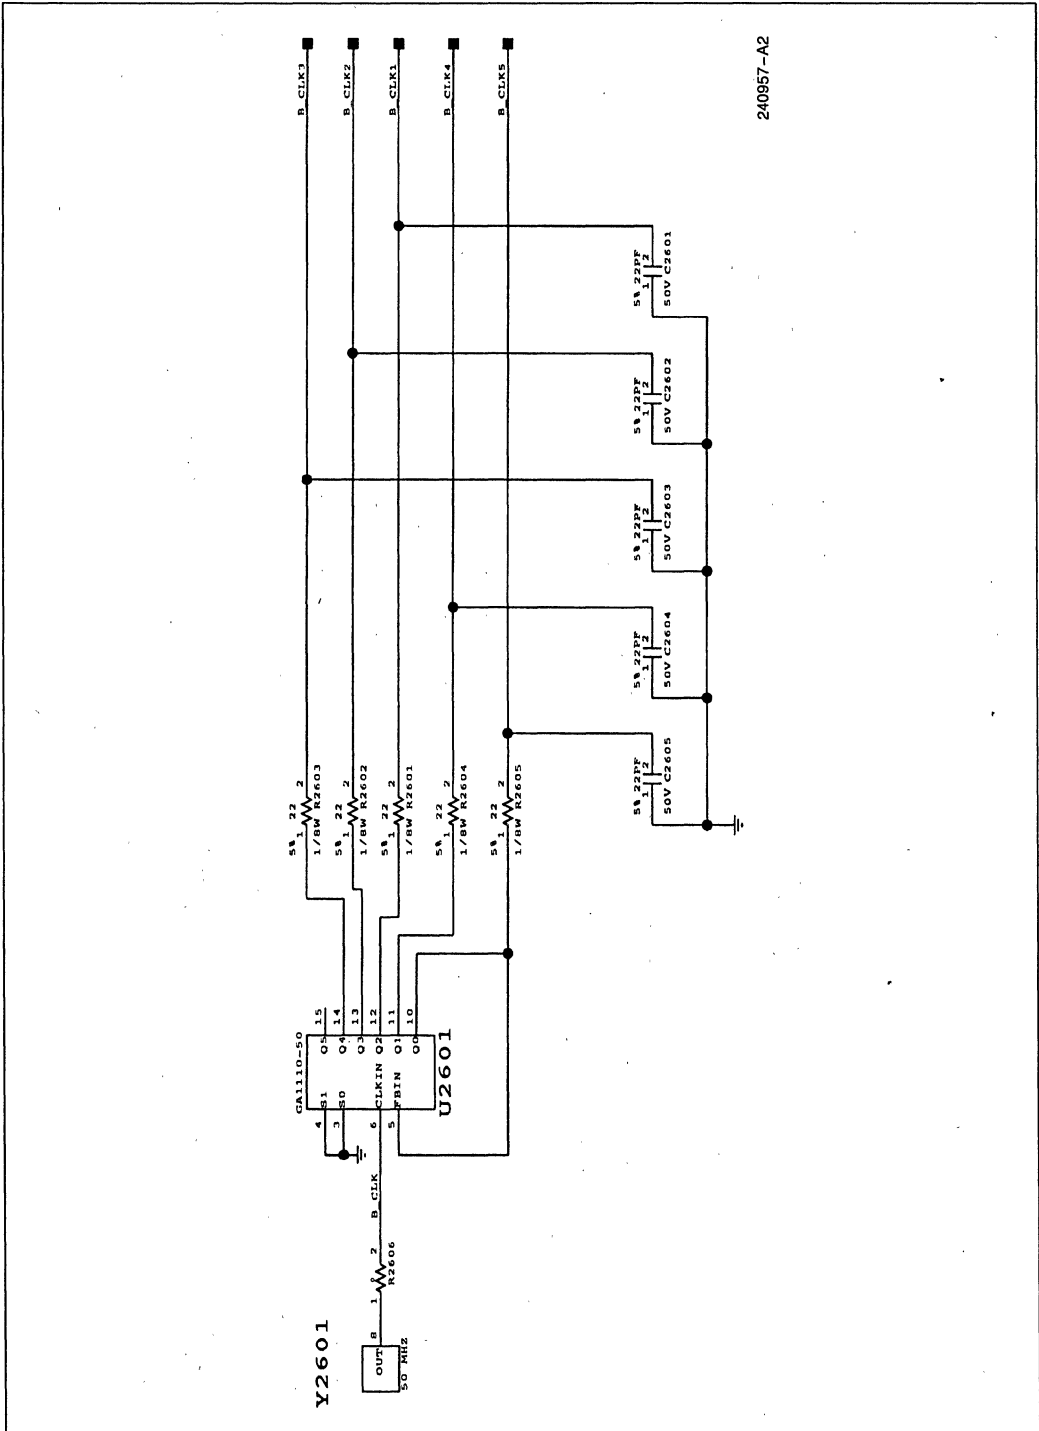 Y2601
OUT
8
50 MHZ
1
2
R2606
B_CLK
GA1110-50
U2601
4
S1
3
S0
6
CLKIN
5
FBIN
Q5
15
Q4
14
Q3
13
Q2
12
Q1
11
Q0
10
5%
22
1
2
1/8W R2603
5%
22
1
2
1/8W R2602
5%
22
1
2
1/8W R2601
5%
22
1
2
1/8W R2604
5%
22
1
2
1/8W R2605
5% 22PF
1
2
50V C2605
5% 22PF
1
2
50V C2604
5% 22PF
1
2
50V C2603
5% 22PF
1
2
50V C2602
5% 22PF
1
2
50V C2601
B_CLK3
B_CLK2
B_CLK1
B_CLK4
B_CLK5
240957-A2